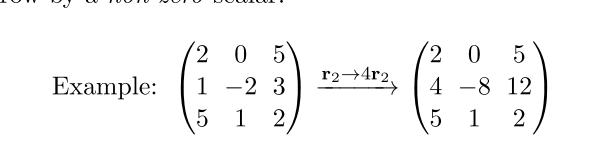 row by a non-zero scalar.
Example: (2 0 5
1 −2 3
5 1 2) r₂→4r₂ (2 0 5
4 −8 12
5 1 2)